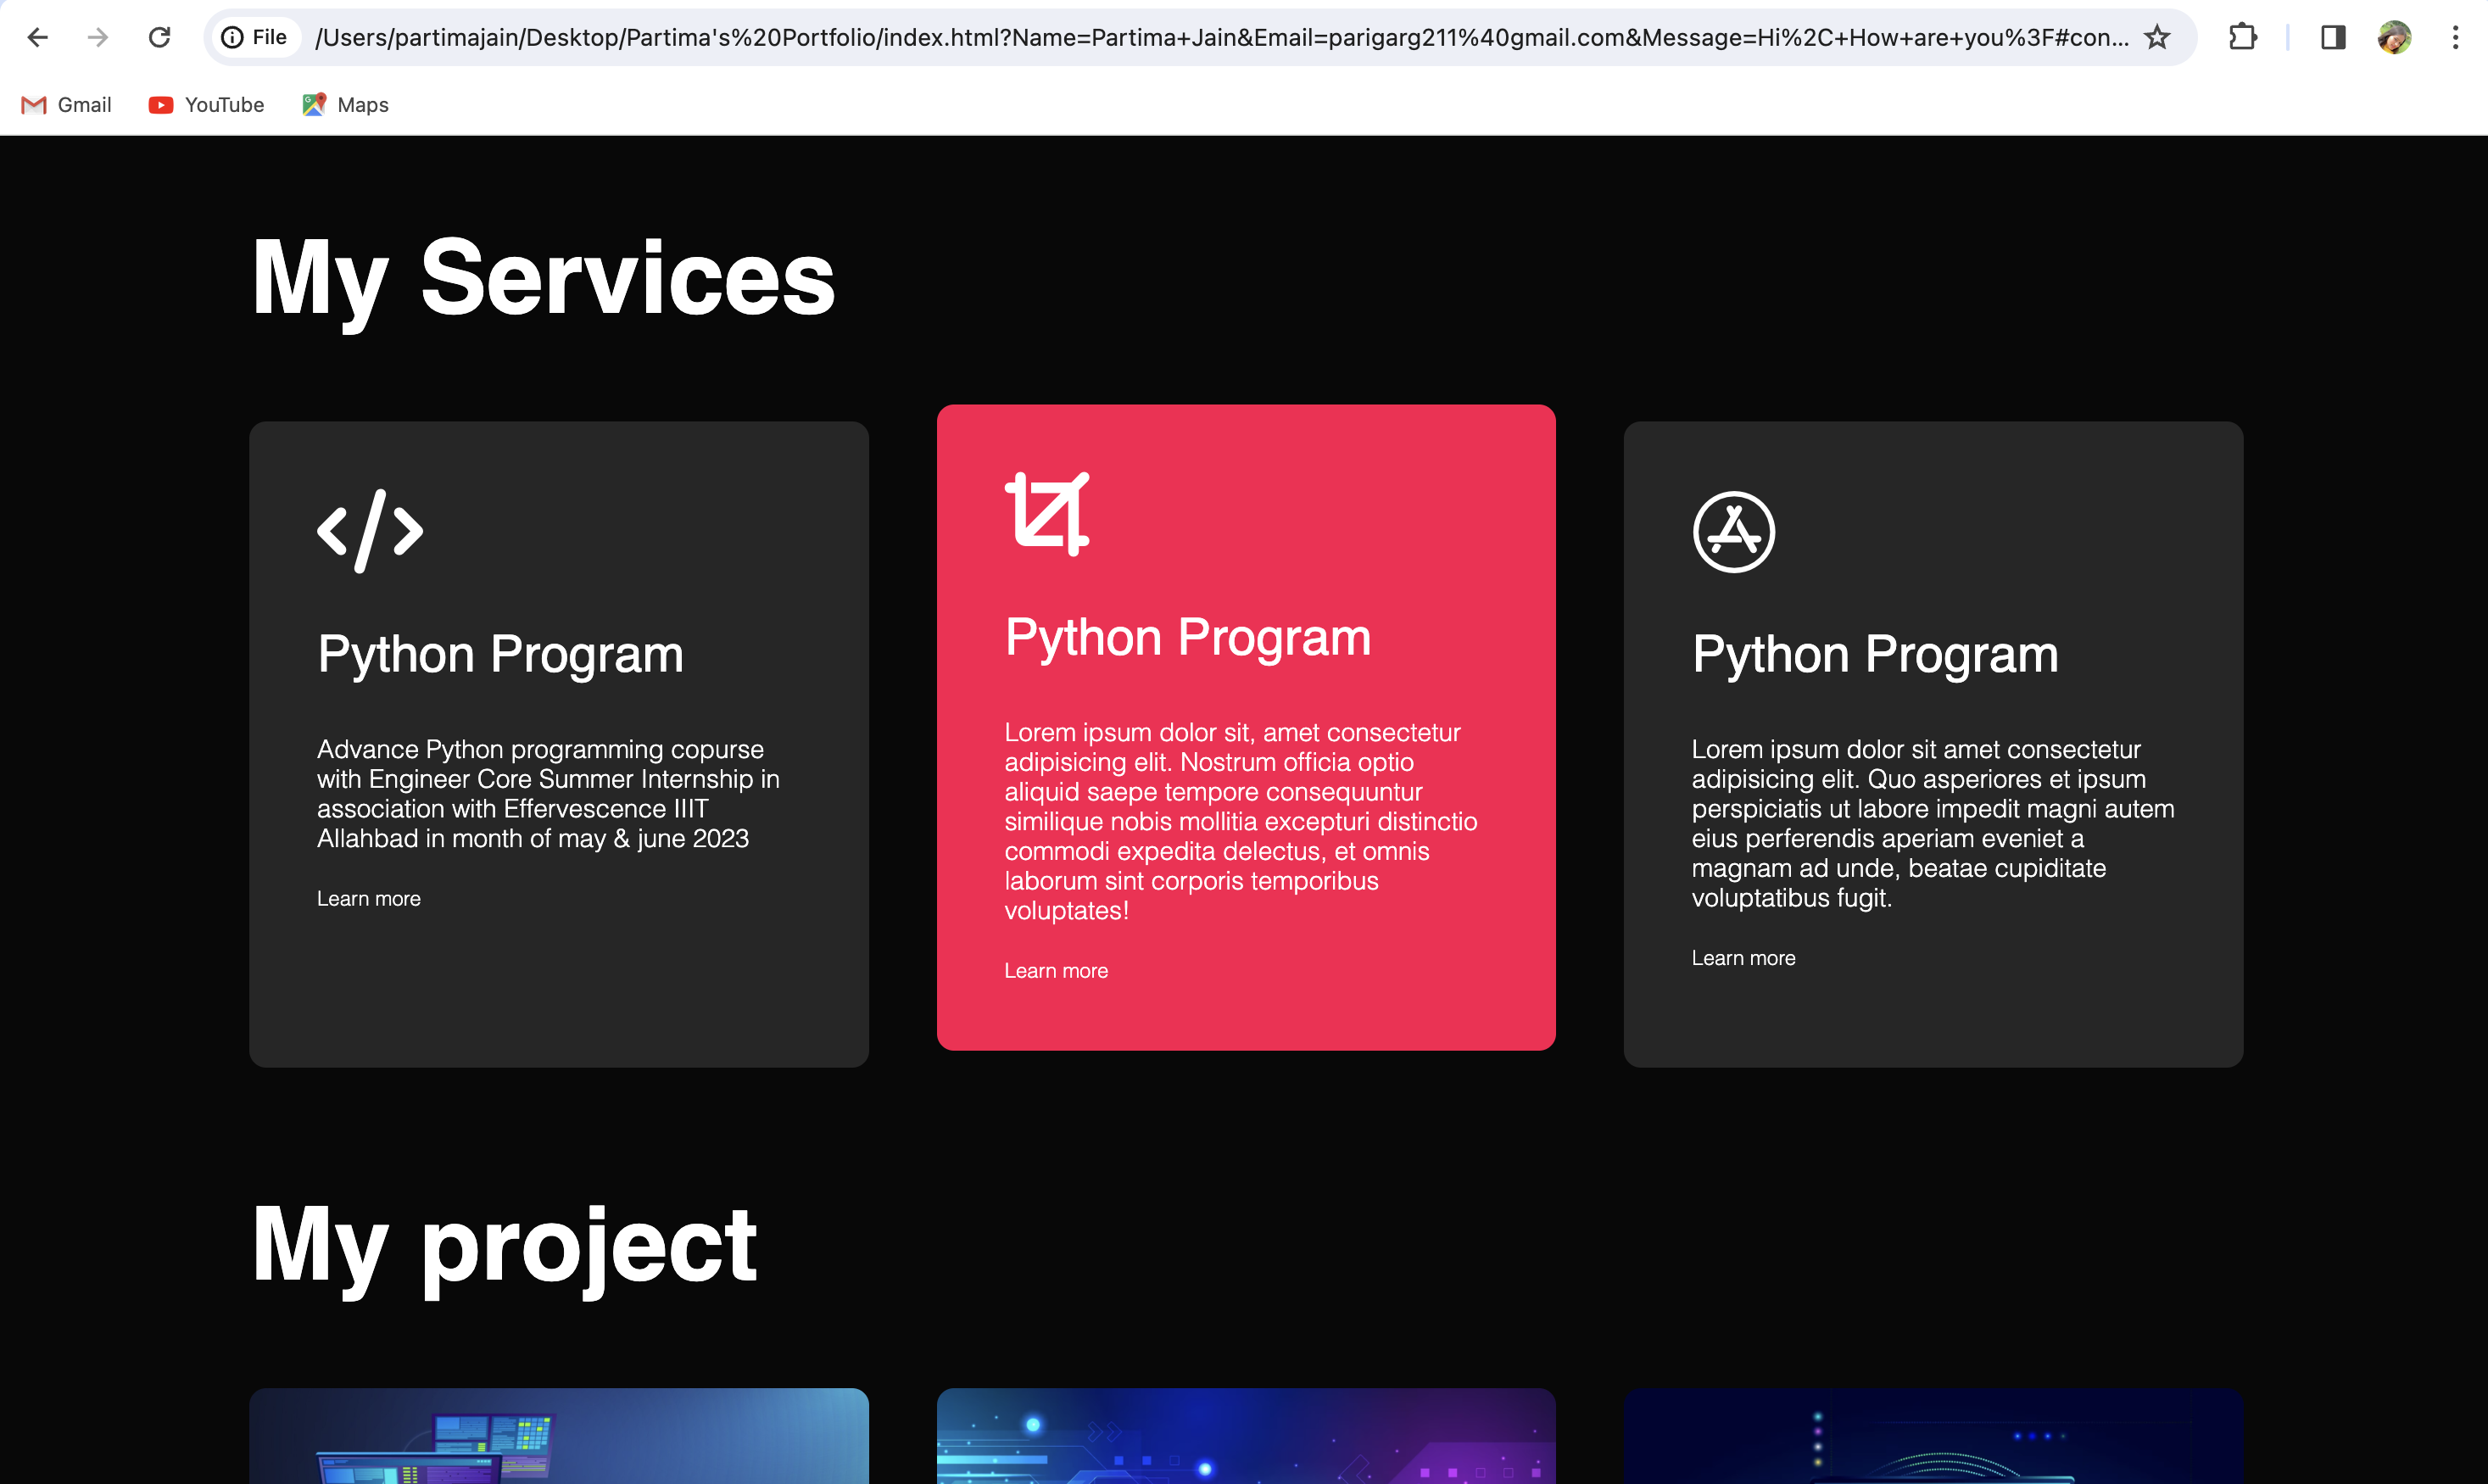 File
/Users/partimajain/Desktop/Partima's%20Portfolio/index.html?Name=Partima+Jain&Email=parigarg211%40gmail.com&Message=Hi%2C+How+are+you%3F#con...
Gmail
YouTube
Maps
My Services
Python Program
Advance Python programming copurse
with Engineer Core Summer Internship in
association with Effervescence IIIT
Allahbad in month of may & june 2023
Learn more
Python Program
Lorem ipsum dolor sit, amet consectetur
adipisicing elit. Nostrum officia optio
aliquid saepe tempore consequuntur
similique nobis mollitia excepturi distinctio
commodi expedita delectus, et omnis
laborum sint corporis temporibus
voluptates!
Learn more
Python Program
Lorem ipsum dolor sit amet consectetur
adipisicing elit. Quo asperiores et ipsum
perspiciatis ut labore impedit magni autem
eius perferendis aperiam eveniet a
magnam ad unde, beatae cupiditate
voluptatibus fugit.
Learn more
My project